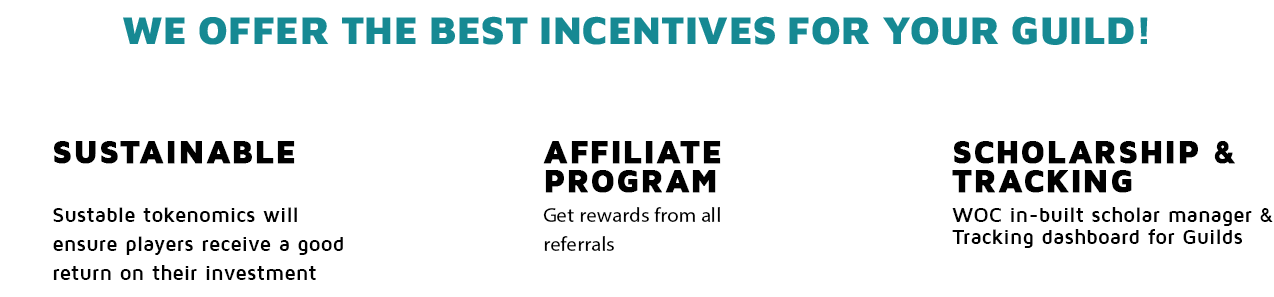 WE OFFER THE BEST INCENTIVES FOR YOUR GUILD!
SUSTAINABLE
Sustable tokenomics will
ensure players receive a good
return on their investment
AFFILIATE
PROGRAM
Get rewards from all
referrals
SCHOLARSHIP &
TRACKING
WOC in-built scholar manager &
Tracking dashboard for Guilds